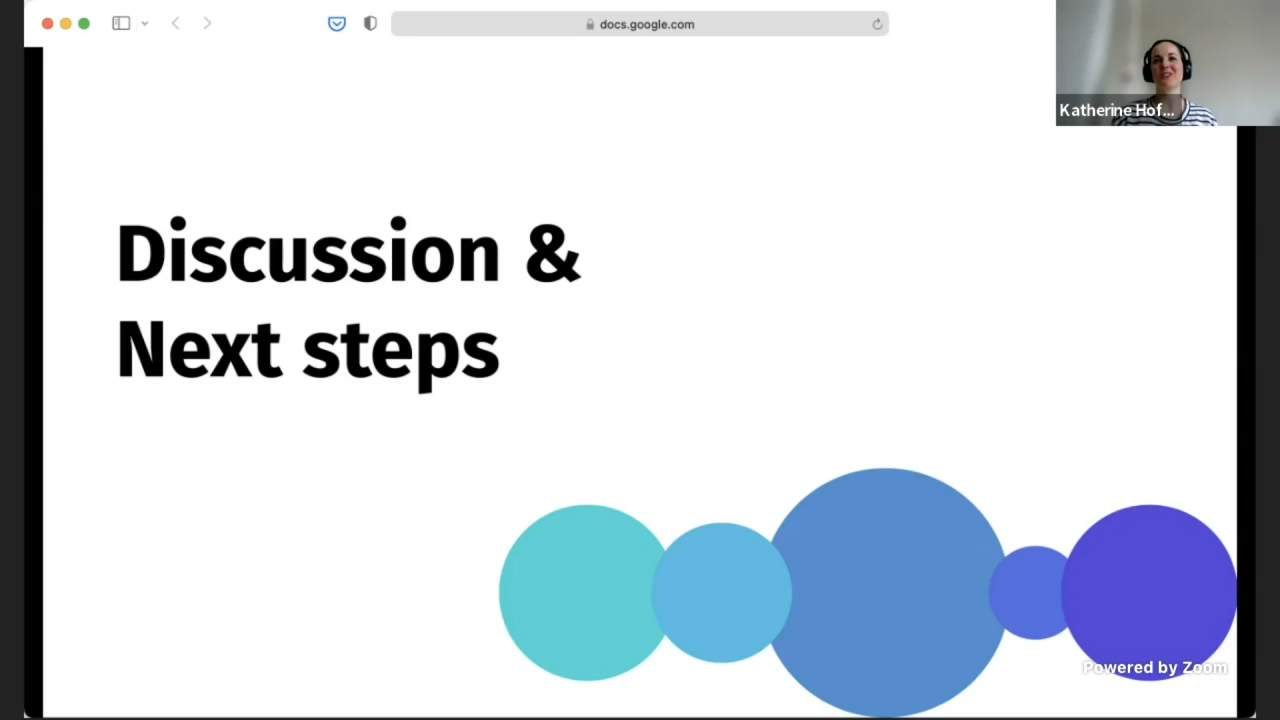 docs.google.com
Katherine Hof...
Discussion &
Next steps
Powered by Zoom